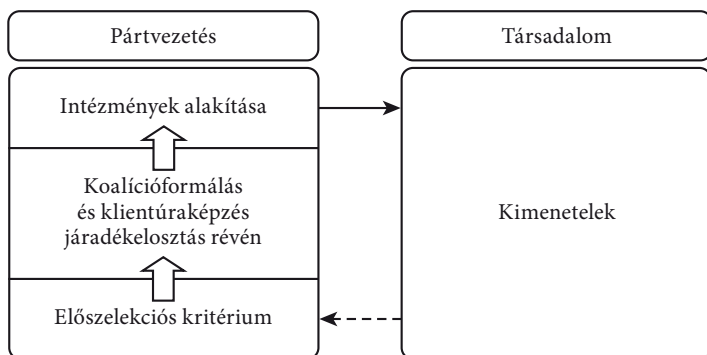 Pártvezetés
Társadalom
Intézmények alakítása
Koalícióformálás
és klientúraképzés
járadékelosztás révén
Előszelekciós kritérium
Kimenetelek